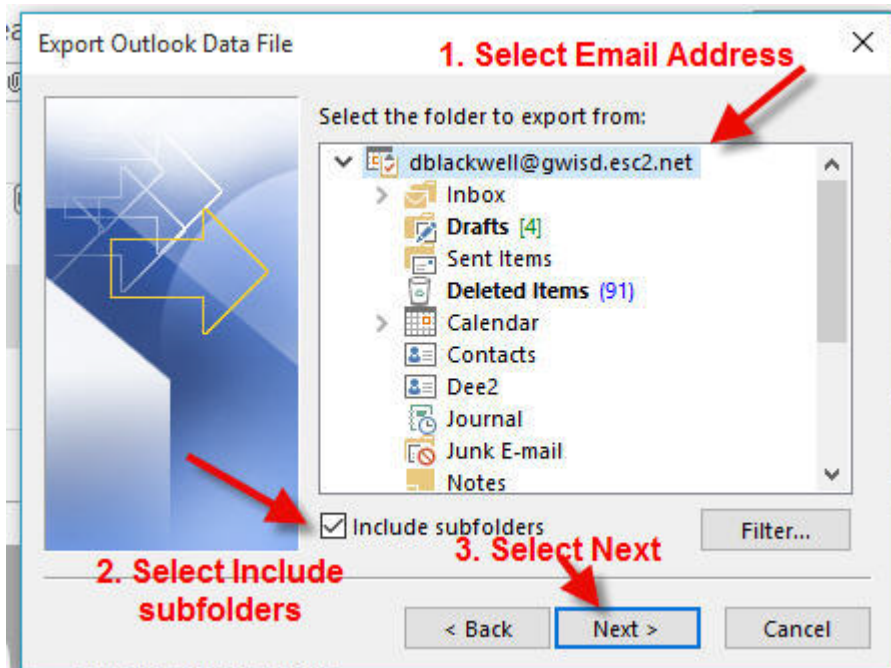 Export Outlook Data File
1. Select Email Address
Select the folder to export from:
dblackwell@gwisd.esc2.net
Inbox
Drafts [4]
Sent Items
Deleted Items (91)
Calendar
Contacts
Dee2
Journal
Junk E-mail
Notes
Include subfolders
Filter...
3. Select Next
2. Select Include
subfolders
< Back
Next >
Cancel